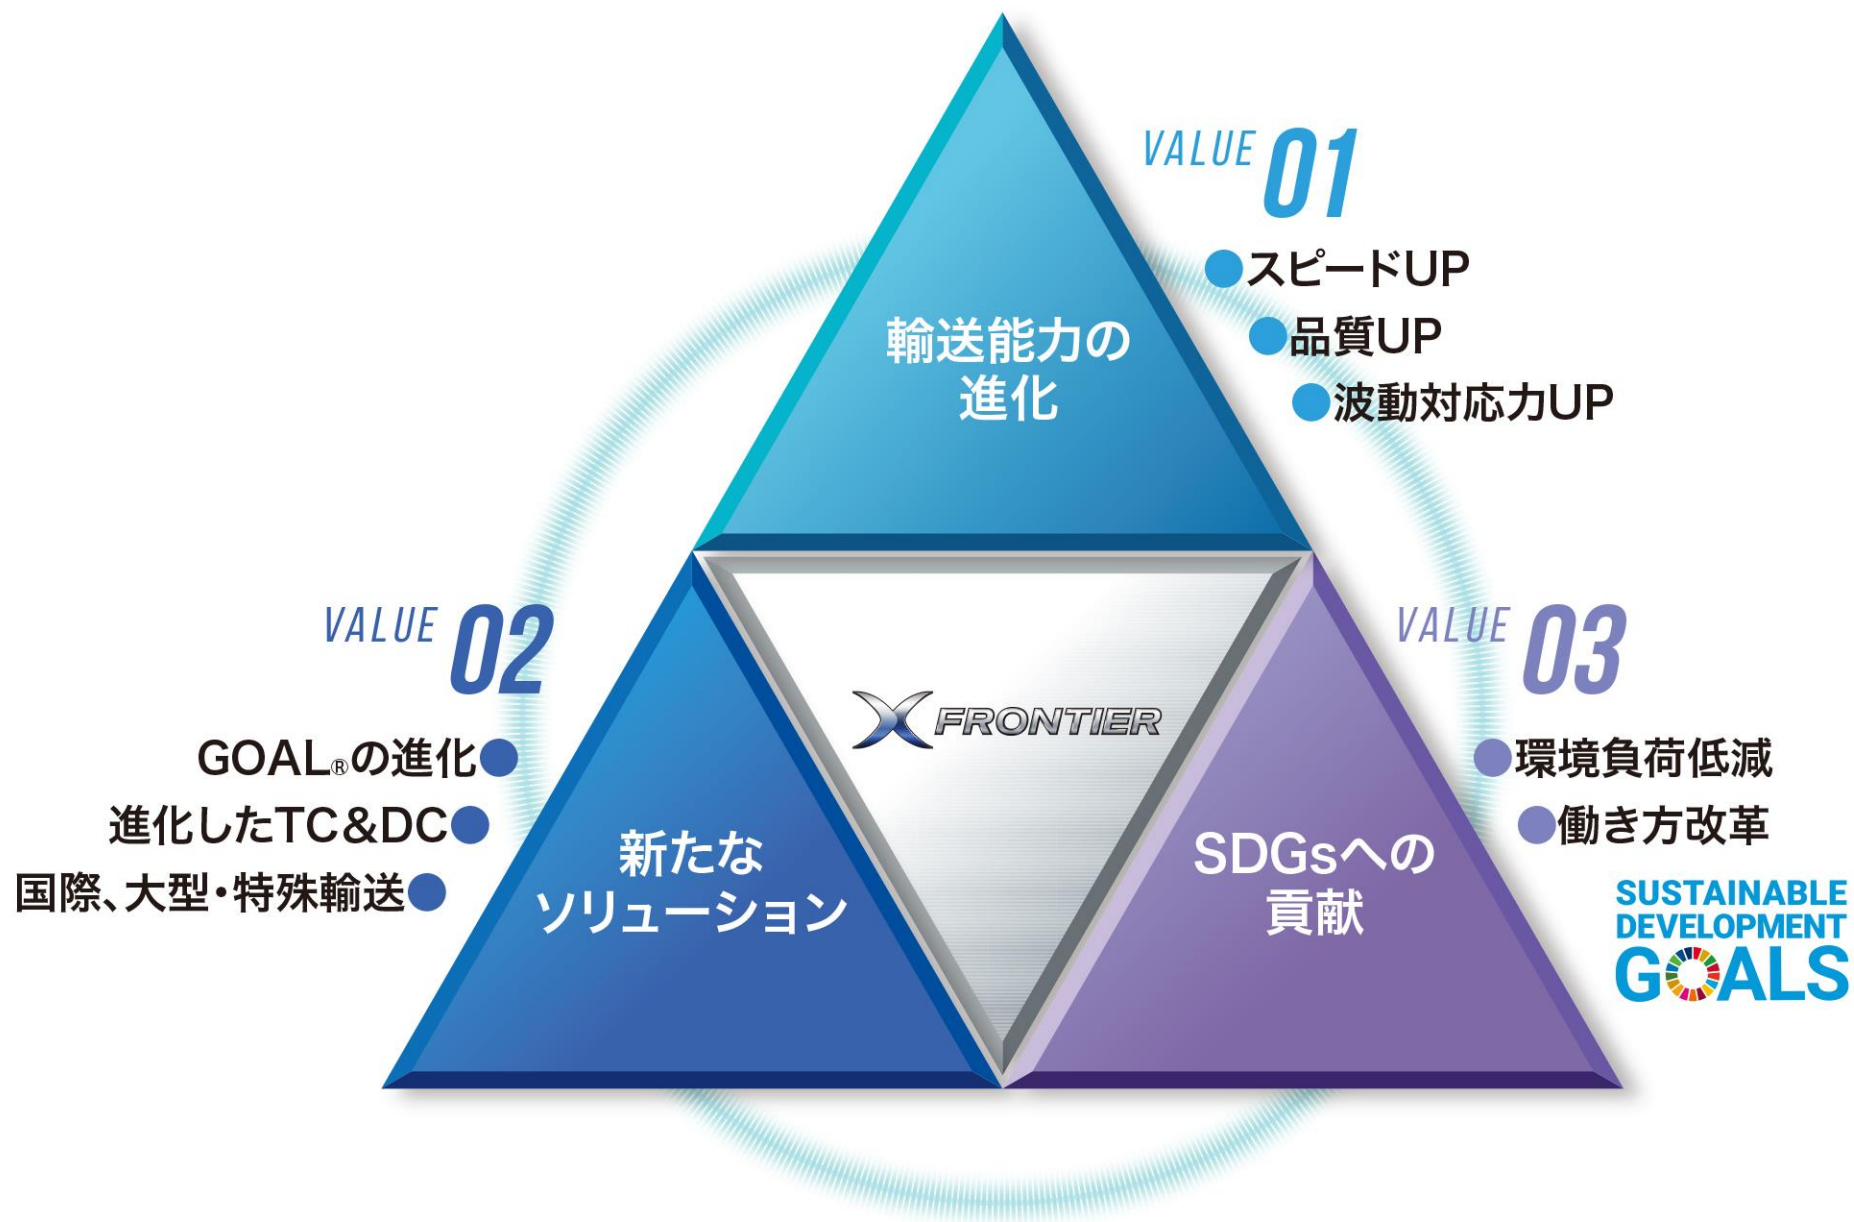 VALUE 01
●スピードUP
●品質UP
●波動対応力UP
輸送能力の
進化
VALUE 02
GOAL®の進化●
進化したTC&DC●
国際、大型・特殊輸送●
新たな
ソリューション
X FRONTIER
VALUE 03
●環境負荷低減
●働き方改革
SDGsへの
貢献
SUSTAINABLE
DEVELOPMENT
GOALS